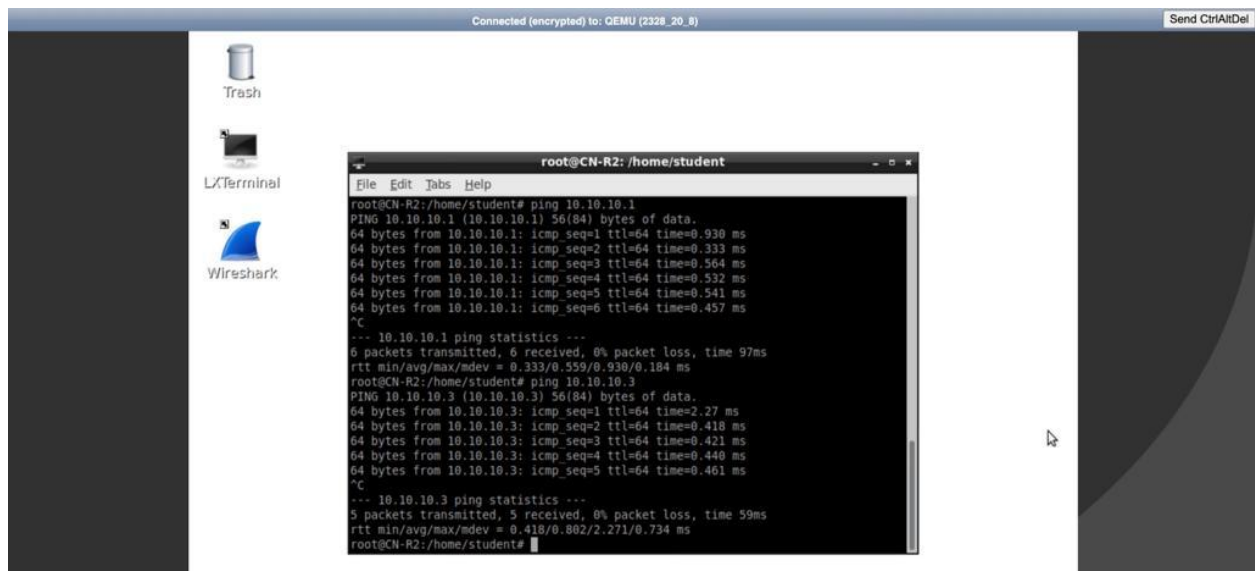 Connected (encrypted) to: QEMU (2328_20_8)
Send CtrlAltDel
Trash
LXTerminal
Wireshark
root@CN-R2: /home/student
File Edit Tabs Help
root@CN-R2:/home/student# ping 10.10.10.1
PING 10.10.10.1 (10.10.10.1) 56(84) bytes of data.
64 bytes from 10.10.10.1: icmp_seq=1 ttl=64 time=0.930 ms
64 bytes from 10.10.10.1: icmp_seq=2 ttl=64 time=0.333 ms
64 bytes from 10.10.10.1: icmp_seq=3 ttl=64 time=0.564 ms
64 bytes from 10.10.10.1: icmp_seq=4 ttl=64 time=0.532 ms
64 bytes from 10.10.10.1: icmp_seq=5 ttl=64 time=0.541 ms
64 bytes from 10.10.10.1: icmp_seq=6 ttl=64 time=0.457 ms
^C
--- 10.10.10.1 ping statistics ---
6 packets transmitted, 6 received, 0% packet loss, time 97ms
rtt min/avg/max/mdev = 0.333/0.559/0.930/0.184 ms
root@CN-R2:/home/student# ping 10.10.10.3
PING 10.10.10.3 (10.10.10.3) 56(84) bytes of data.
64 bytes from 10.10.10.3: icmp_seq=1 ttl=64 time=2.27 ms
64 bytes from 10.10.10.3: icmp_seq=2 ttl=64 time=0.418 ms
64 bytes from 10.10.10.3: icmp_seq=3 ttl=64 time=0.421 ms
64 bytes from 10.10.10.3: icmp_seq=4 ttl=64 time=0.440 ms
64 bytes from 10.10.10.3: icmp_seq=5 ttl=64 time=0.461 ms
^C
--- 10.10.10.3 ping statistics ---
5 packets transmitted, 5 received, 0% packet loss, time 59ms
rtt min/avg/max/mdev = 0.418/0.802/2.271/0.734 ms
root@CN-R2:/home/student#